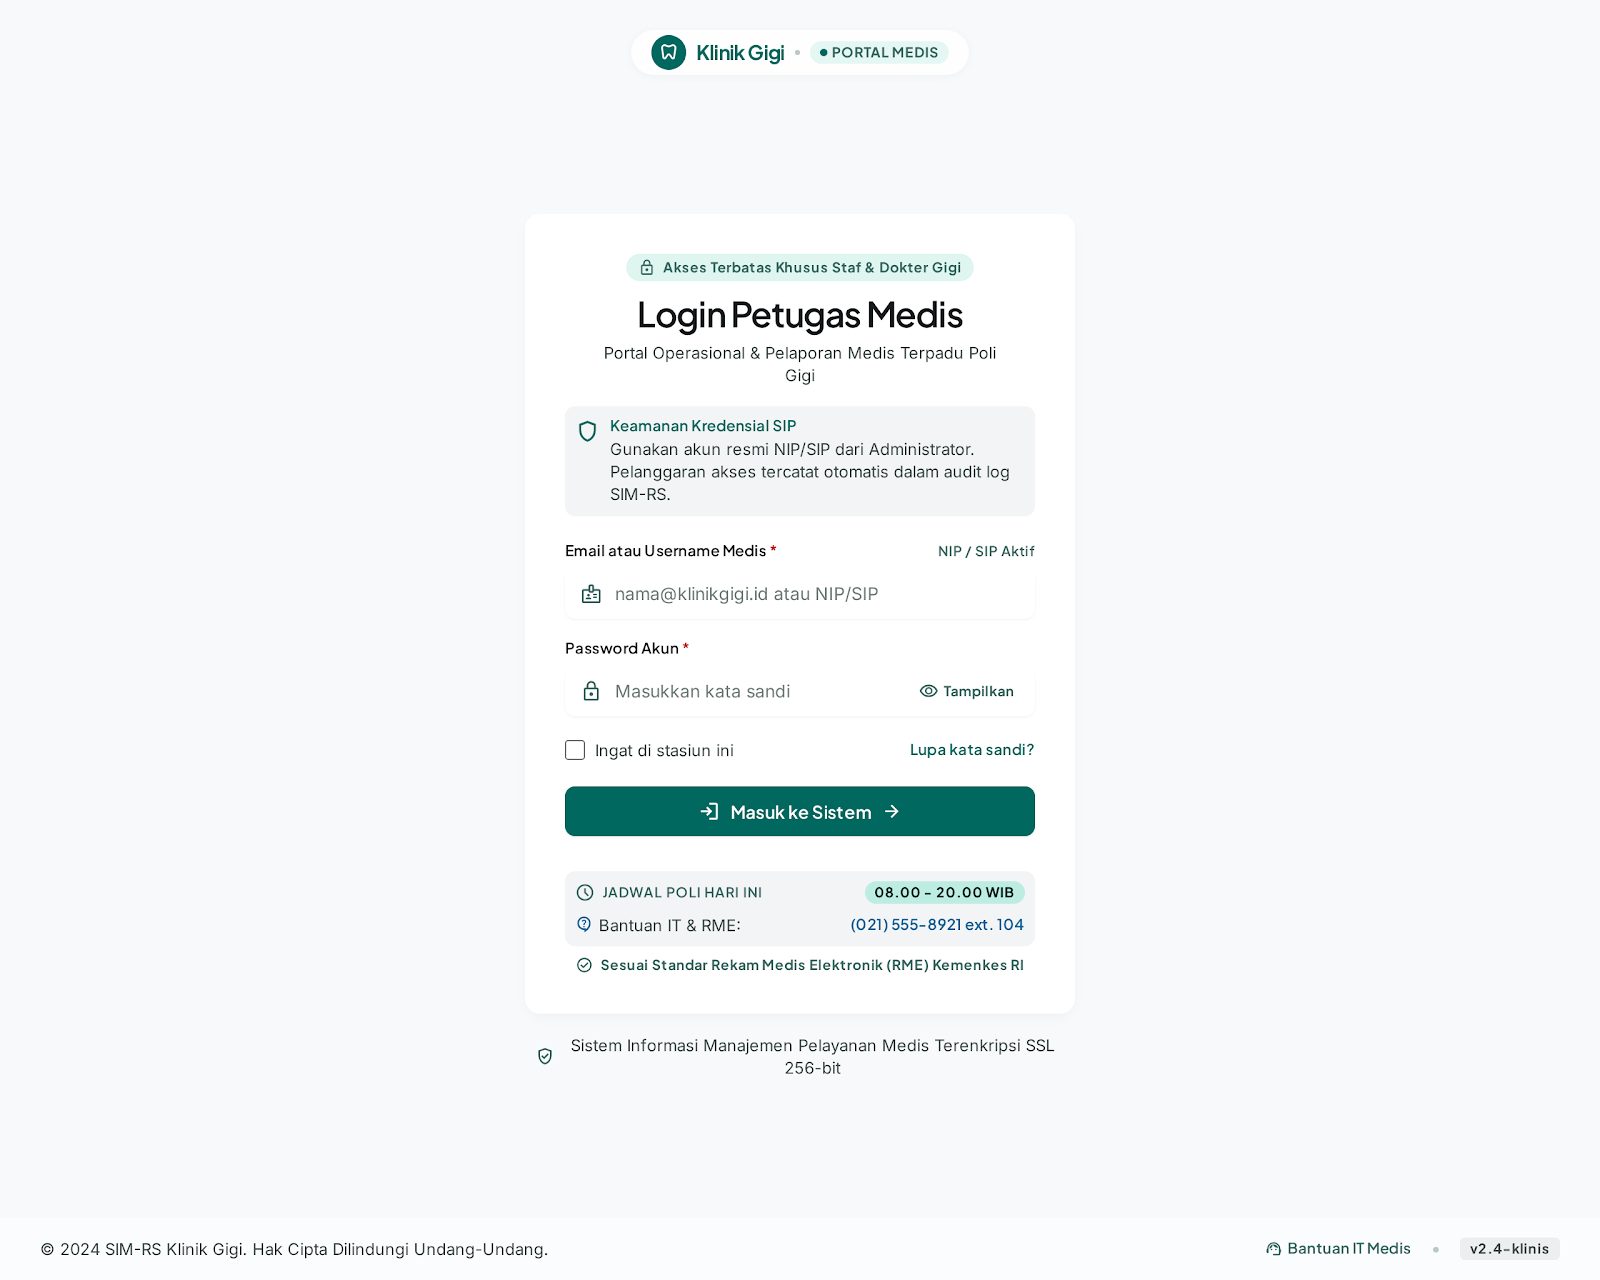 Klinik Gigi • PORTAL MEDIS
Akses Terbatas Khusus Staf & Dokter Gigi
Login Petugas Medis
Portal Operasional & Pelaporan Medis Terpadu Poli
Gigi
Keamanan Kredensial SIP
Gunakan akun resmi NIP/SIP dari Administrator.
Pelanggaran akses tercatat otomatis dalam audit log
SIM-RS.
Email atau Username Medis * NIP / SIP Aktif
nama@klinikgigi.id atau NIP/SIP
Password Akun *
Masukkan kata sandi Tampilkan
Ingat di stasiun ini Lupa kata sandi?
Masuk ke Sistem
JADWAL POLI HARI INI 08.00 - 20.00 WIB
Bantuan IT & RME: (021) 555-8921 ext. 104
Sesuai Standar Rekam Medis Elektronik (RME) Kemenkes RI
Sistem Informasi Manajemen Pelayanan Medis Terenkripsi SSL
256-bit
© 2024 SIM-RS Klinik Gigi. Hak Cipta Dilindungi Undang-Undang. Bantuan IT Medis • v2.4-klinis